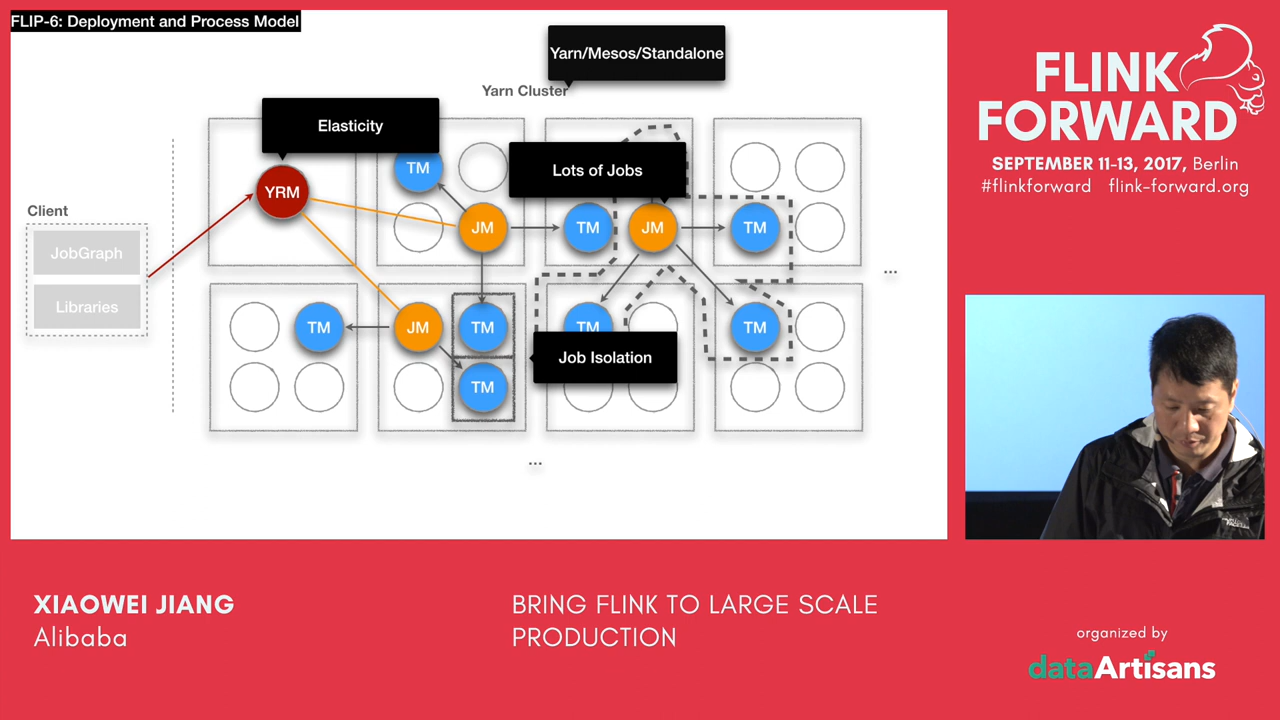 FLIP-6: Deployment and Process Model
Yarn/Mesos/Standalone
Yarn Cluster
Elasticity
Lots of Jobs
TM
YRM
JM
TM
JM
TM
Client
JobGraph
Libraries
...
TM
JM
TM
TM
TM
Job Isolation
TM
...
FLINK
FORWARD
SEPTEMBER 11-13, 2017, Berlin
#flinkforward flink-forward.org
XIAOWEI JIANG
Alibaba
BRING FLINK TO LARGE SCALE
PRODUCTION
organized by
dataArtisans